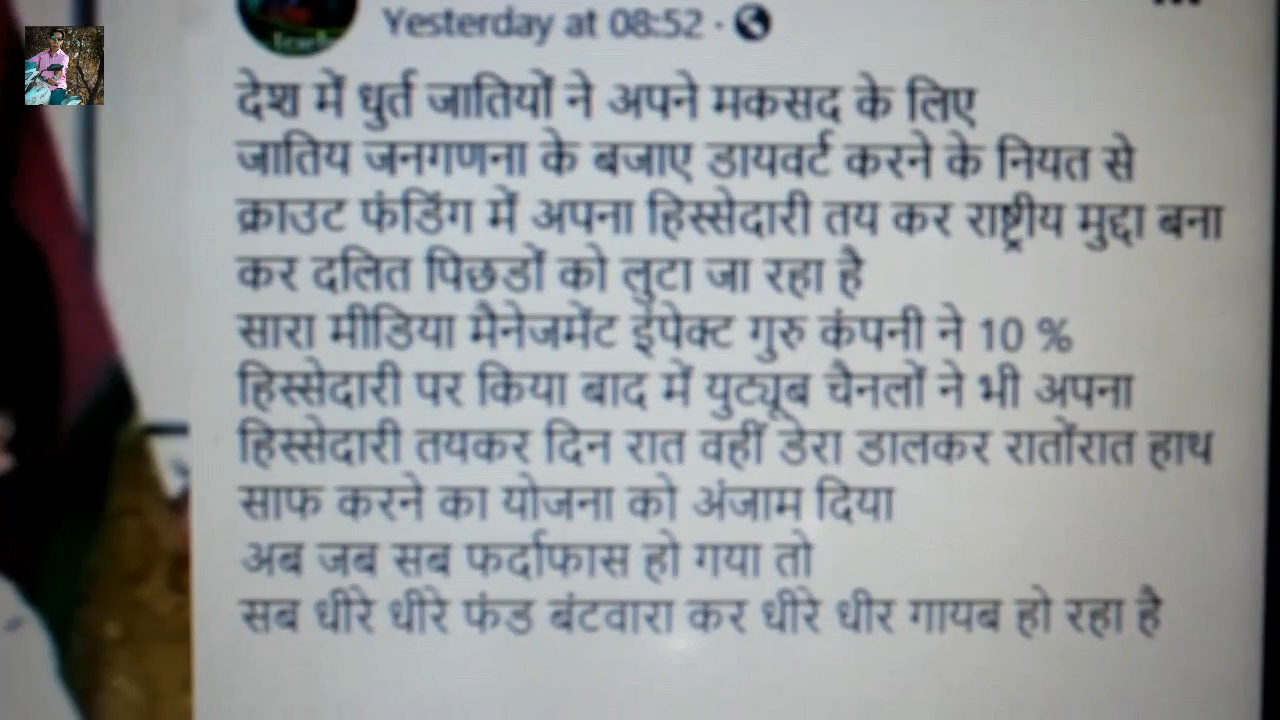 Yesterday at 08:52 ·
देश में धुर्त जातियों ने अपने मकसद के लिए
जातिय जनगणना के बजाए डायवर्ट करने के नियत से
क्राउट फंडिंग में अपना हिस्सेदारी तय कर राष्ट्रीय मुद्दा बना
कर दलित पिछडों को लुटा जा रहा है
सारा मीडिया मैनेजमेंट ईपेक्ट गुरु कंपनी ने 10 %
हिस्सेदारी पर किया बाद में युट्यूब चैनलों ने भी अपना
हिस्सेदारी तयकर दिन रात वहीं डेरा डालकर रातोंरात हाथ
साफ करने का योजना को अंजाम दिया
अब जब सब फर्दाफास हो गया तो
सब धीरे धीरे फंड बंटवारा कर धीरे धीर गायब हो रहा है